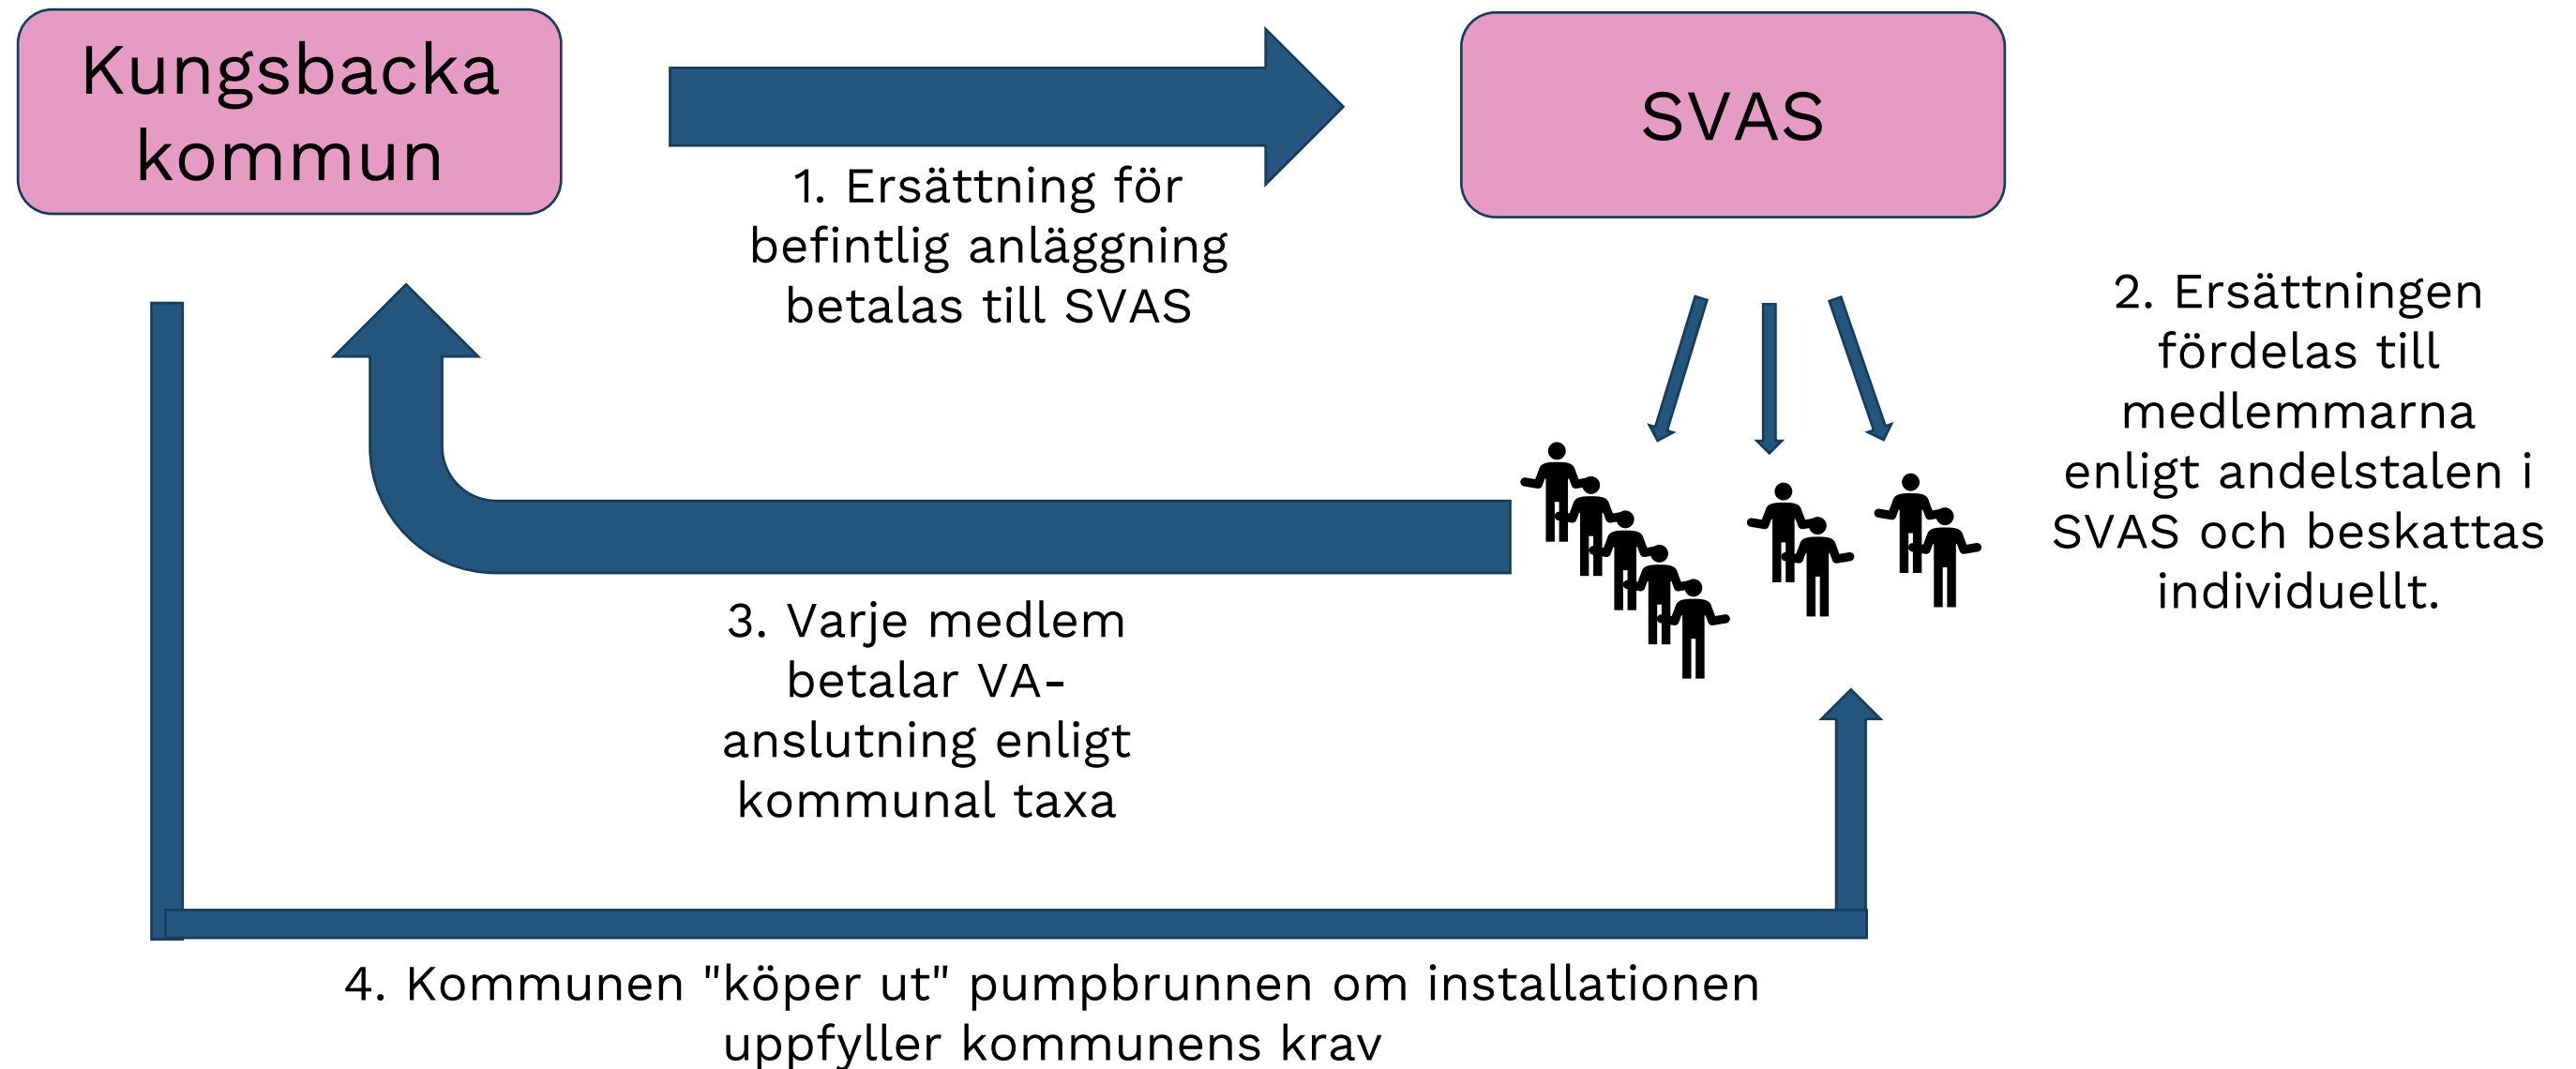 Kungsbacka
kommun
SVAS
1. Ersättning för
befintlig anläggning
betalas till SVAS
2. Ersättningen
fördelas till
medlemmarna
enligt andelstalen i
SVAS och beskattas
individuellt.
3. Varje medlem
betalar VA-
anslutning enligt
kommunal taxa
4. Kommunen "köper ut" pumpbrunnen om installationen
uppfyller kommunens krav